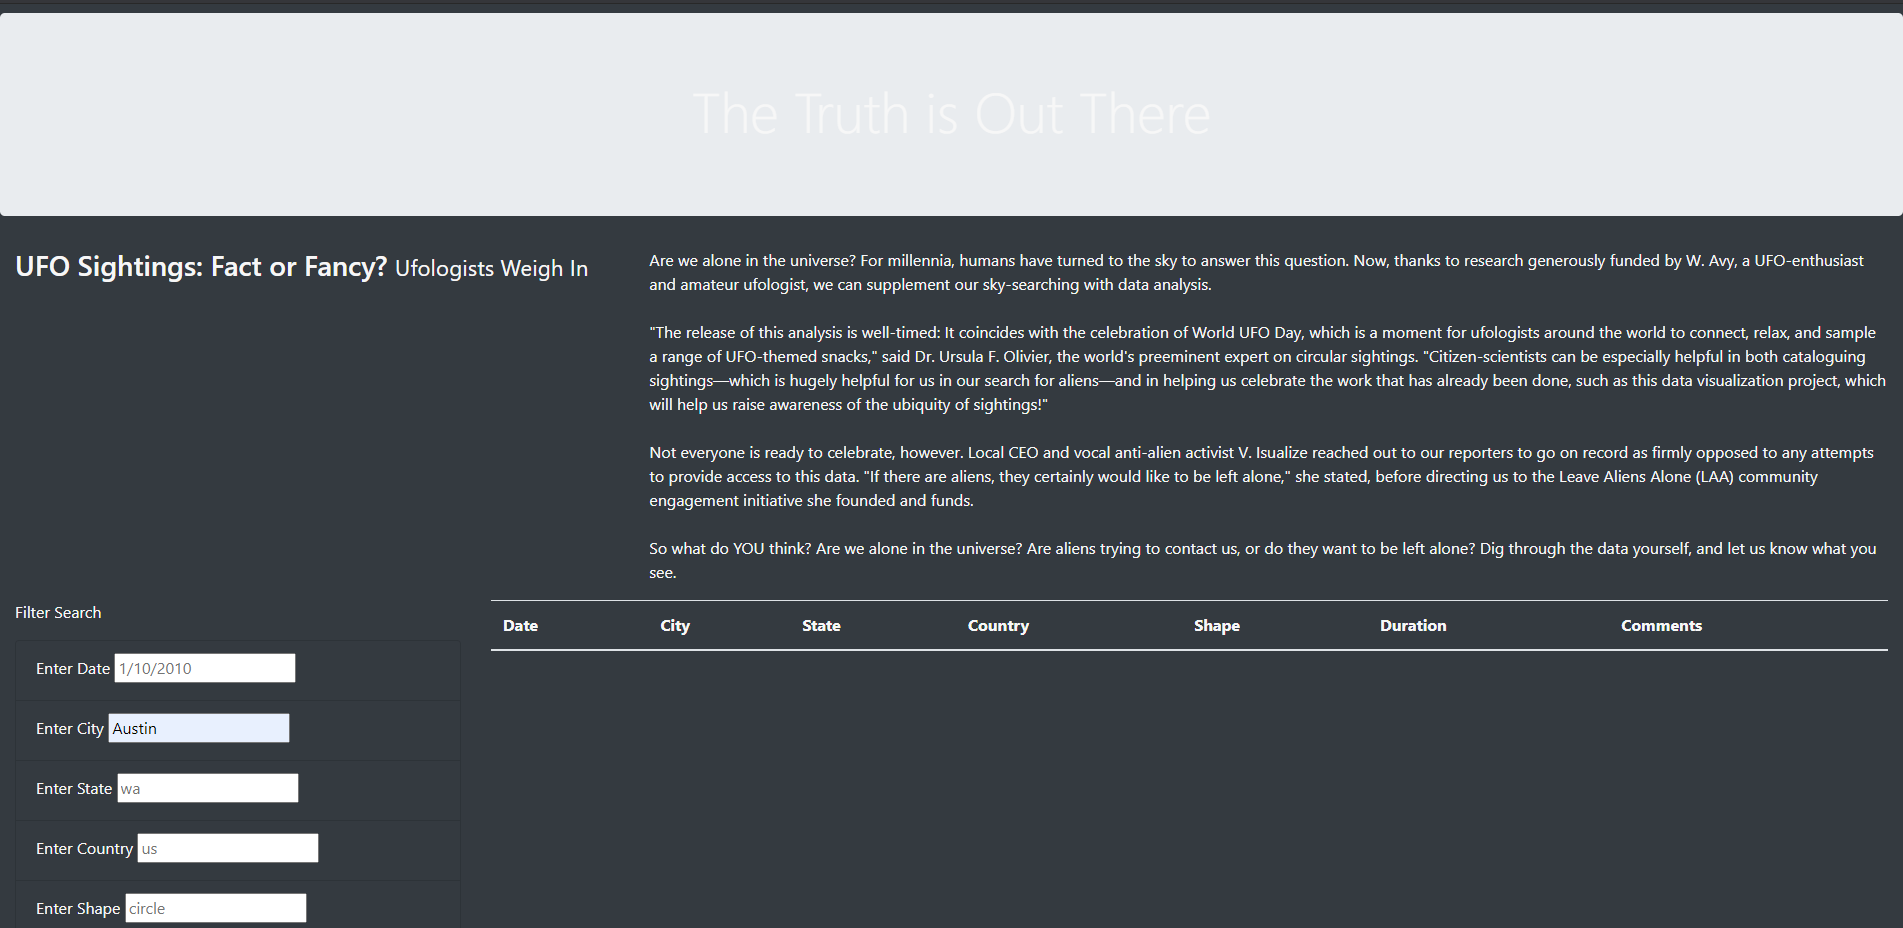 The Truth is Out There
UFO Sightings: Fact or Fancy? Ufologists Weigh In
Are we alone in the universe? For millennia, humans have turned to the sky to answer this question. Now, thanks to research generously funded by W. Avy, a UFO-enthusiast
and amateur ufologist, we can supplement our sky-searching with data analysis.
"The release of this analysis is well-timed: It coincides with the celebration of World UFO Day, which is a moment for ufologists around the world to connect, relax, and sample
a range of UFO-themed snacks," said Dr. Ursula F. Olivier, the world's preeminent expert on circular sightings. "Citizen-scientists can be especially helpful in both cataloguing
sightings—which is hugely helpful for us in our search for aliens—and in helping us celebrate the work that has already been done, such as this data visualization project, which
will help us raise awareness of the ubiquity of sightings!"
Not everyone is ready to celebrate, however. Local CEO and vocal anti-alien activist V. Isualize reached out to our reporters to go on record as firmly opposed to any attempts
to provide access to this data. "If there are aliens, they certainly would like to be left alone," she stated, before directing us to the Leave Aliens Alone (LAA) community
engagement initiative she founded and funds.
So what do YOU think? Are we alone in the universe? Are aliens trying to contact us, or do they want to be left alone? Dig through the data yourself, and let us know what you
see.
Filter Search
Enter Date 1/10/2010
Enter City Austin
Enter State wa
Enter Country us
Enter Shape circle
Date City State Country Shape Duration Comments